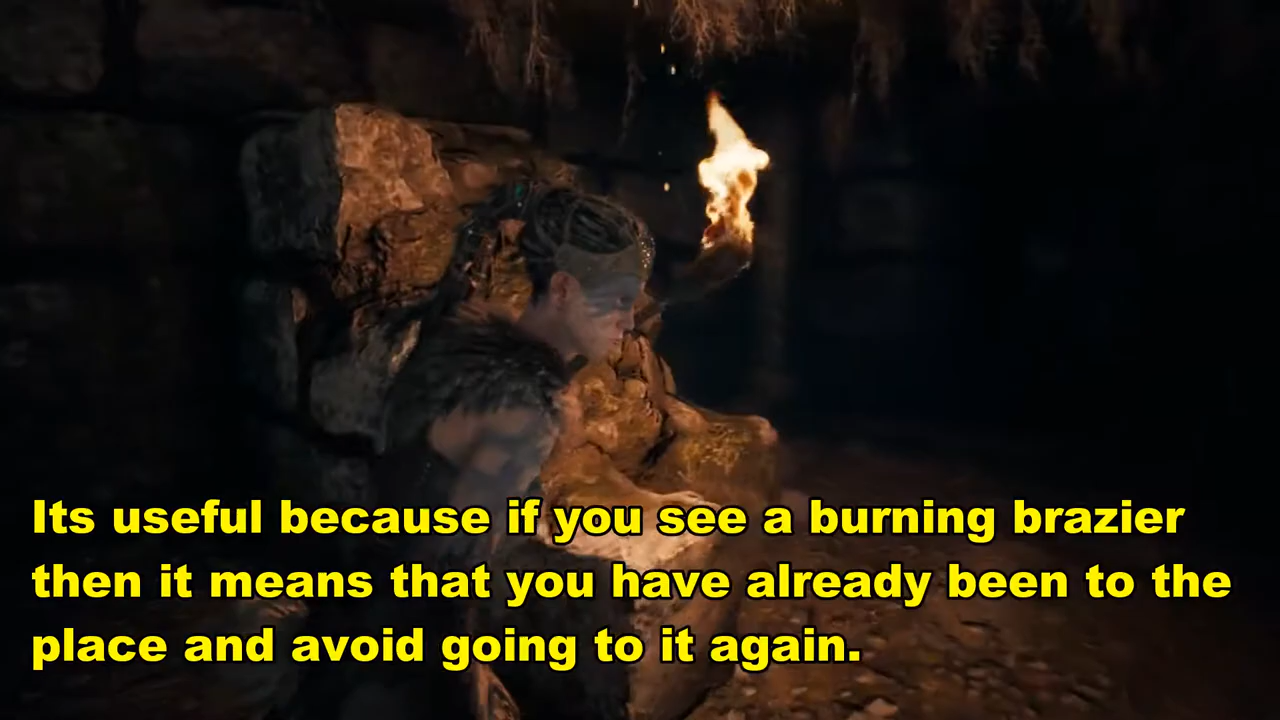 Its useful because if you see a burning brazier
then it means that you have already been to the
place and avoid going to it again.